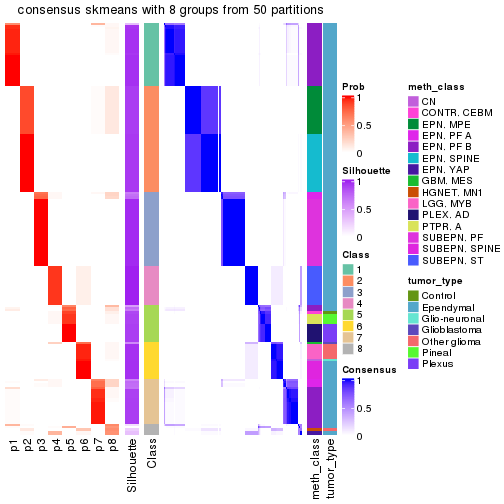 consensus skmeans with 8 groups from 50 partitions
Prob
1
0.5
0
Silhouette
1
0.5
0
Class
1
2
3
4
5
6
7
8
Consensus
1
0.5
0
meth_class
CN
CONTR. CEBM
EPN. MPE
EPN. PF A
EPN. PF B
EPN. SPINE
EPN. YAP
GBM. MES
HGNET. MN1
LGG. MYB
PLEX. AD
PTPR. A
SUBEPN. PF
SUBEPN. SPINE
SUBEPN. ST
tumor_type
Control
Ependymal
Glio-neuronal
Glioblastoma
Other glioma
Pineal
Plexus
p1
p2
p3
p4
p5
p6
p7
p8
Silhouette
Class
meth_class
tumor_type